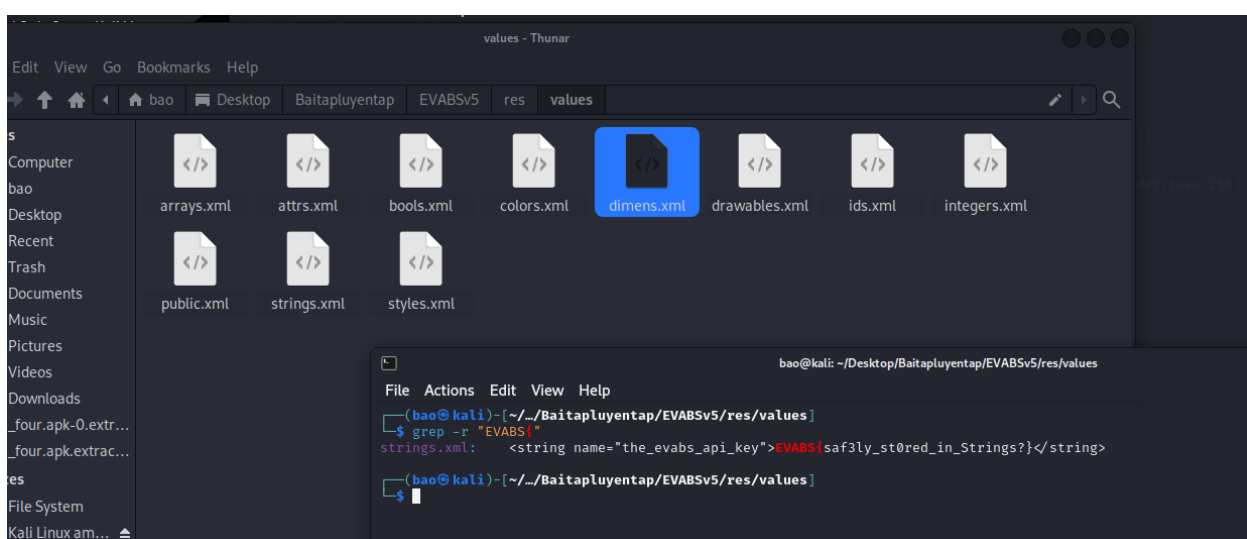 values - Thunar
Edit View Go Bookmarks Help
bao Desktop Baitapluyentap EVABSv5 res values
s
Computer
bao
Desktop
Recent
Trash
Documents
Music
Pictures
Videos
Downloads
_four.apk-0.extr...
_four.apk.extrac...
es
File System
Kali Linux am...
arrays.xml attrs.xml bools.xml colors.xml dimens.xml drawables.xml ids.xml integers.xml
public.xml strings.xml styles.xml
bao@kali: ~/Desktop/Baitapluyentap/EVABSv5/res/values
File Actions Edit View Help
(bao㉿kali)-[~/…/Baitapluyentap/EVABSv5/res/values]
$ grep -r "EVABS{"
strings.xml: <string name="the_evabs_api_key">EVABS{saf3ly_st0red_in_Strings?}</string>
(bao㉿kali)-[~/…/Baitapluyentap/EVABSv5/res/values]
$